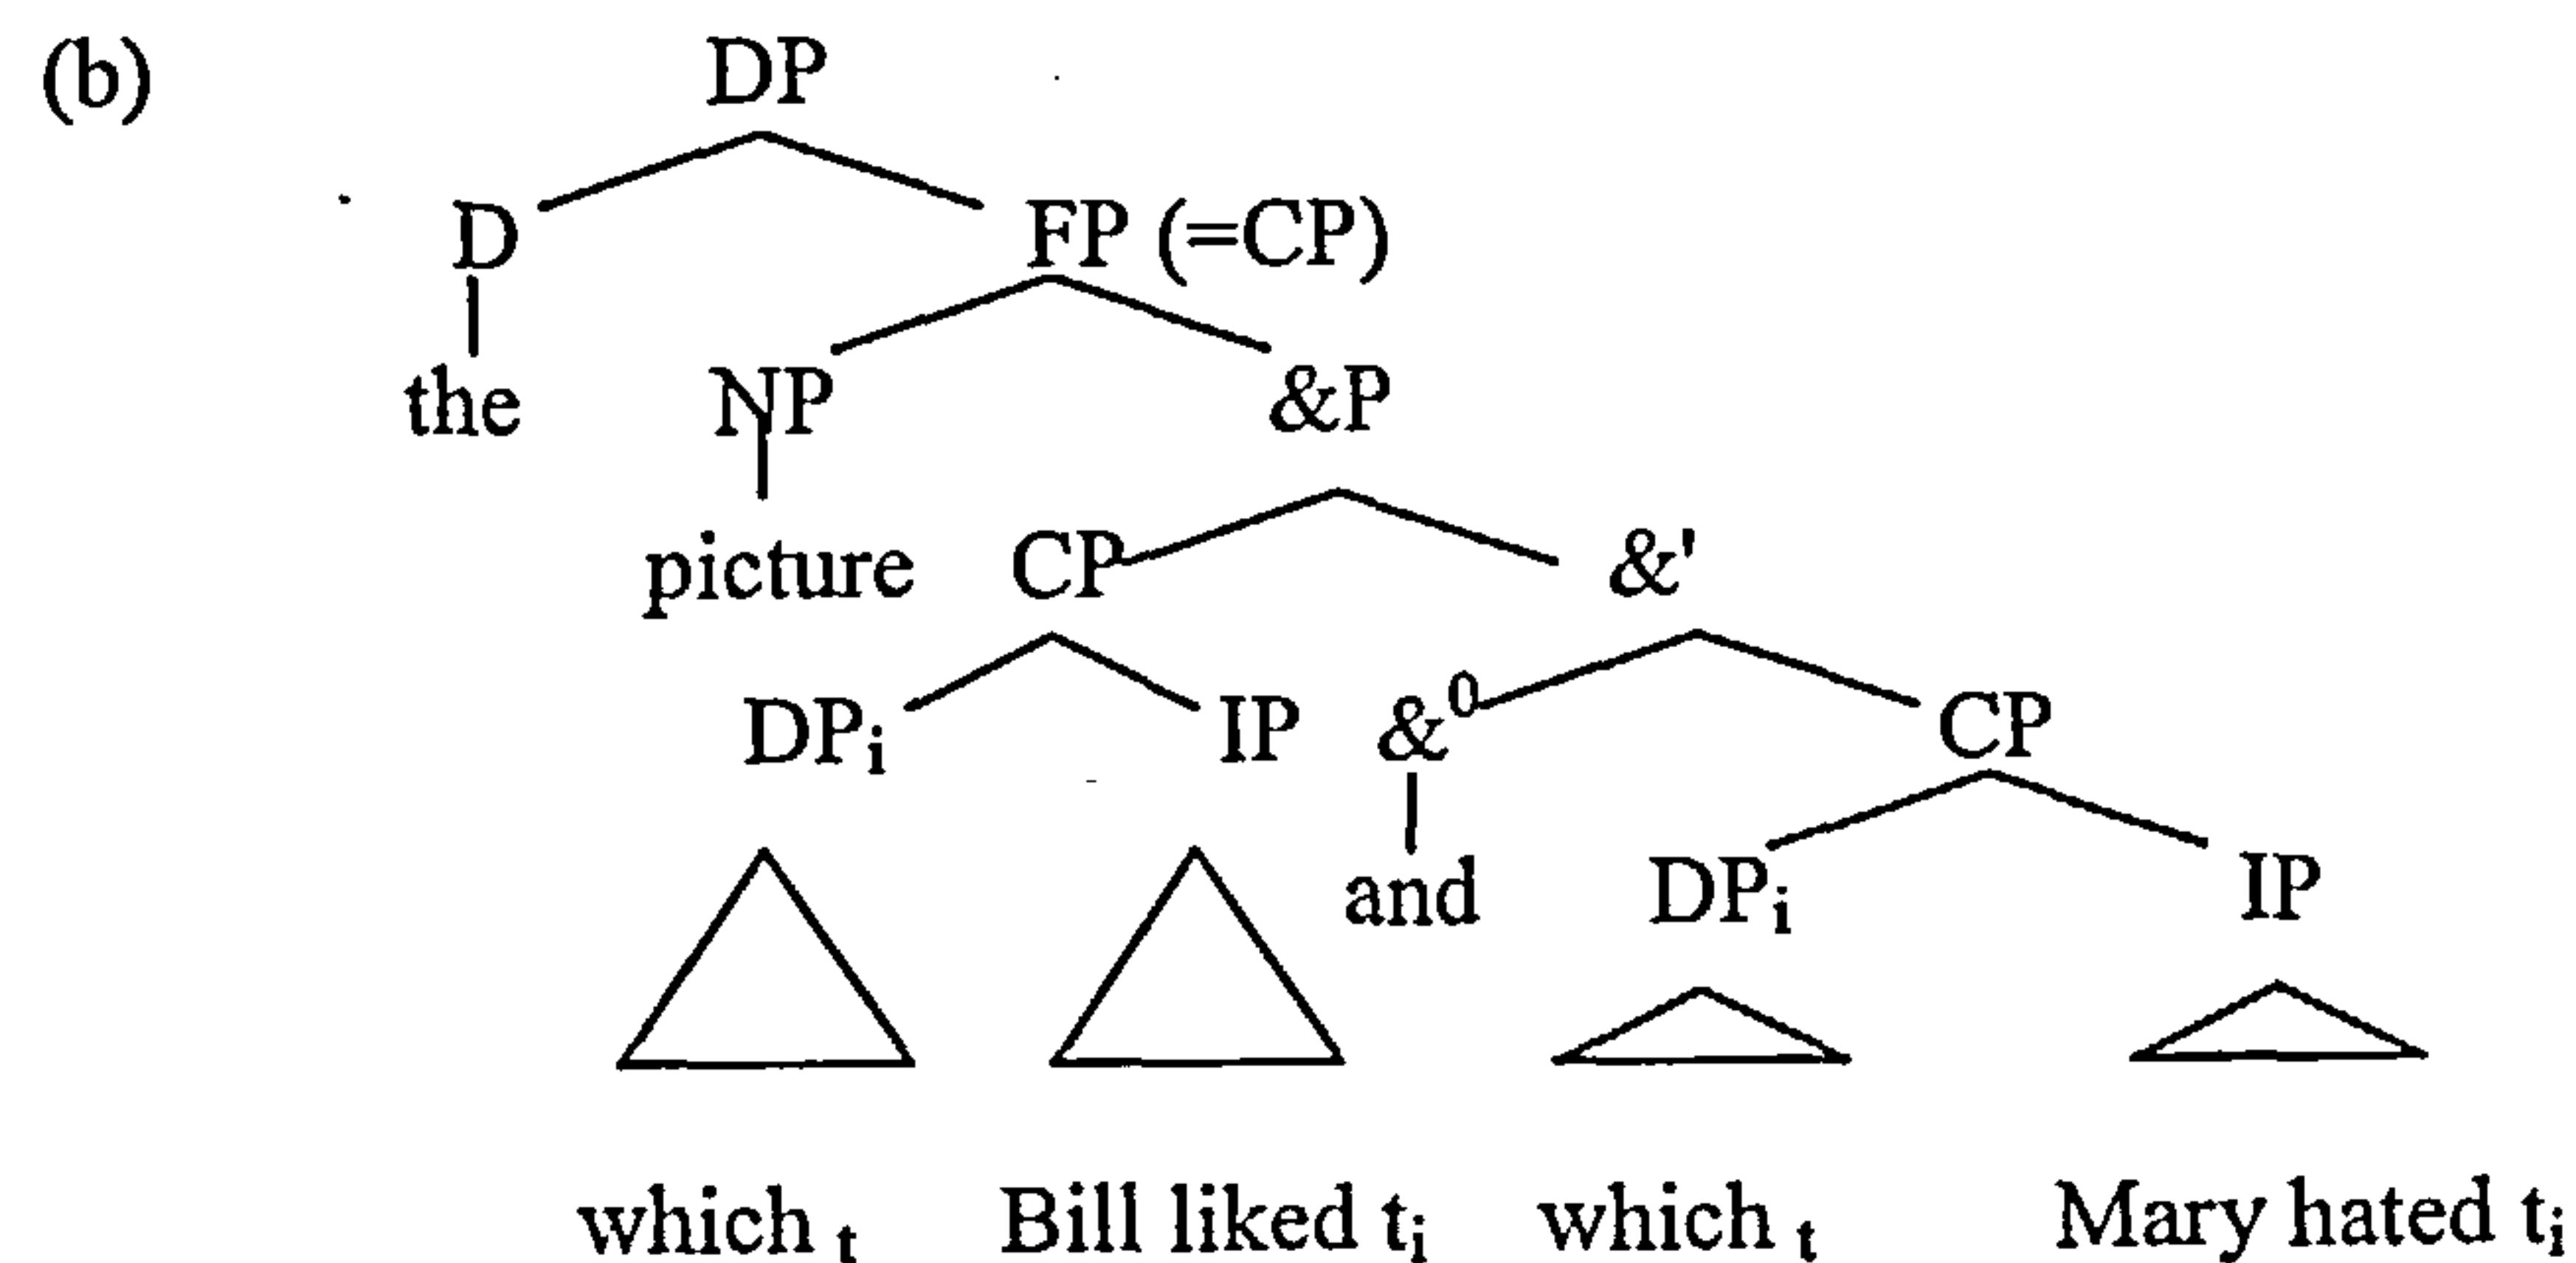 (b) DP
D FP (=CP)
the NP &P
picture CP &'
DPi IP &0 CP
and DPi IP
which t Bill liked ti which t Mary hated ti